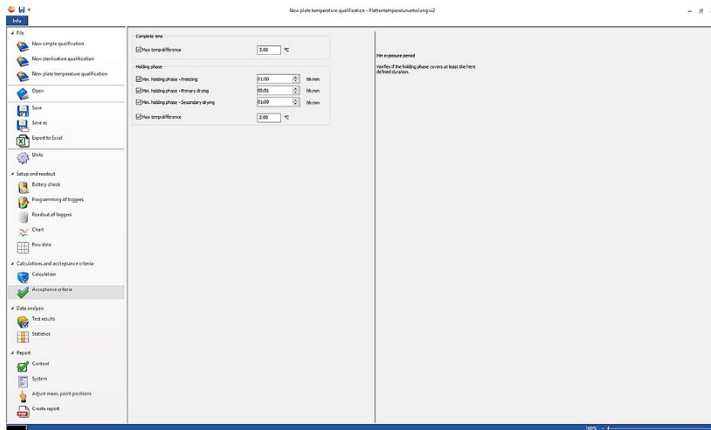 New plate temperature qualification - Plattentemperaturverteilung.vi2
Info
File
New simple qualification
New sterilisation qualification
New plate temperature qualification
Open
Save
Save as
Export to Excel
Units
Setup and readout
Battery check
Programming of loggers
Readout of loggers
Chart
Raw data
Calculations and acceptance criteria
Calculation
Acceptance criteria
Data analysis
Test results
Statistics
Report
Context
System
Adjust meas. point positions
Create report
Complete time
Max temp difference 2.00 °C
Holding phase
Min. holding phase - Freezing 01:00 hh:mm
Min. holding phase - Primary drying 00:01 hh:mm
Min. holding phase - Secondary drying 01:00 hh:mm
Max temp difference 2.00 °C
Min exposure period
Verifies if the holding phase covers at least the here
defined duration.
100%